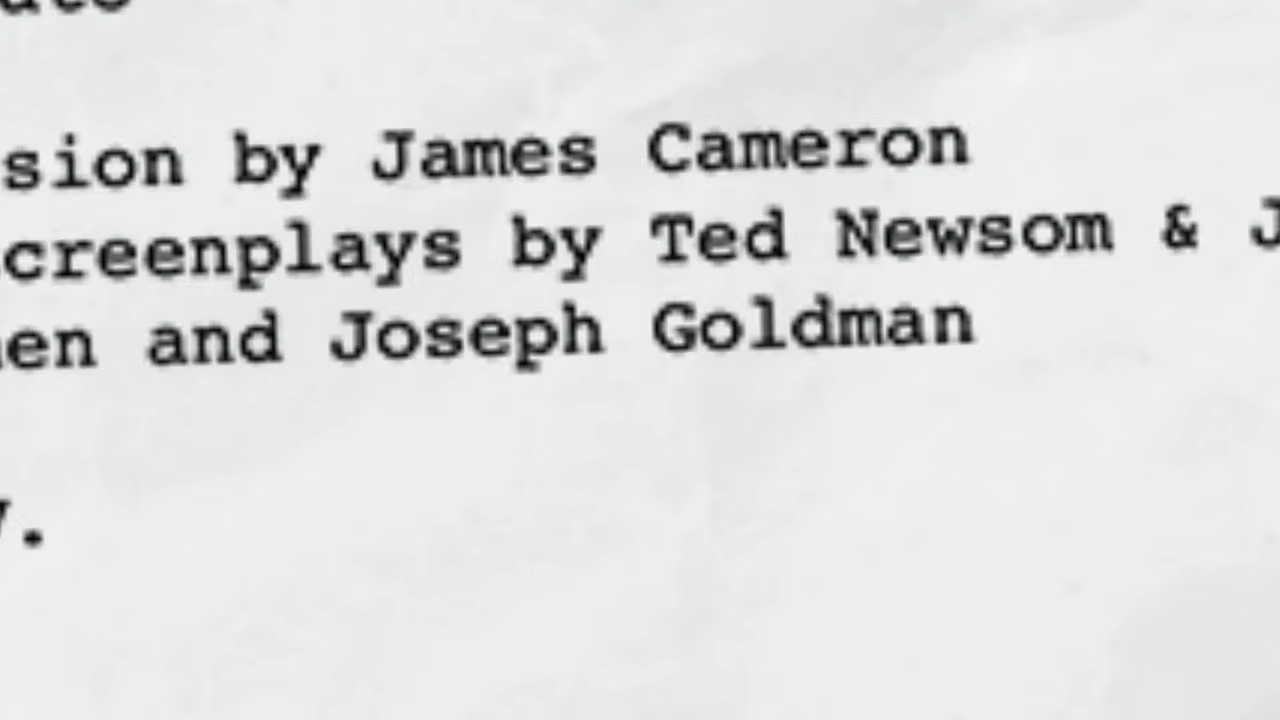 sion by James Cameron
creenplays by Ted Newsom & J
en and Joseph Goldman
.